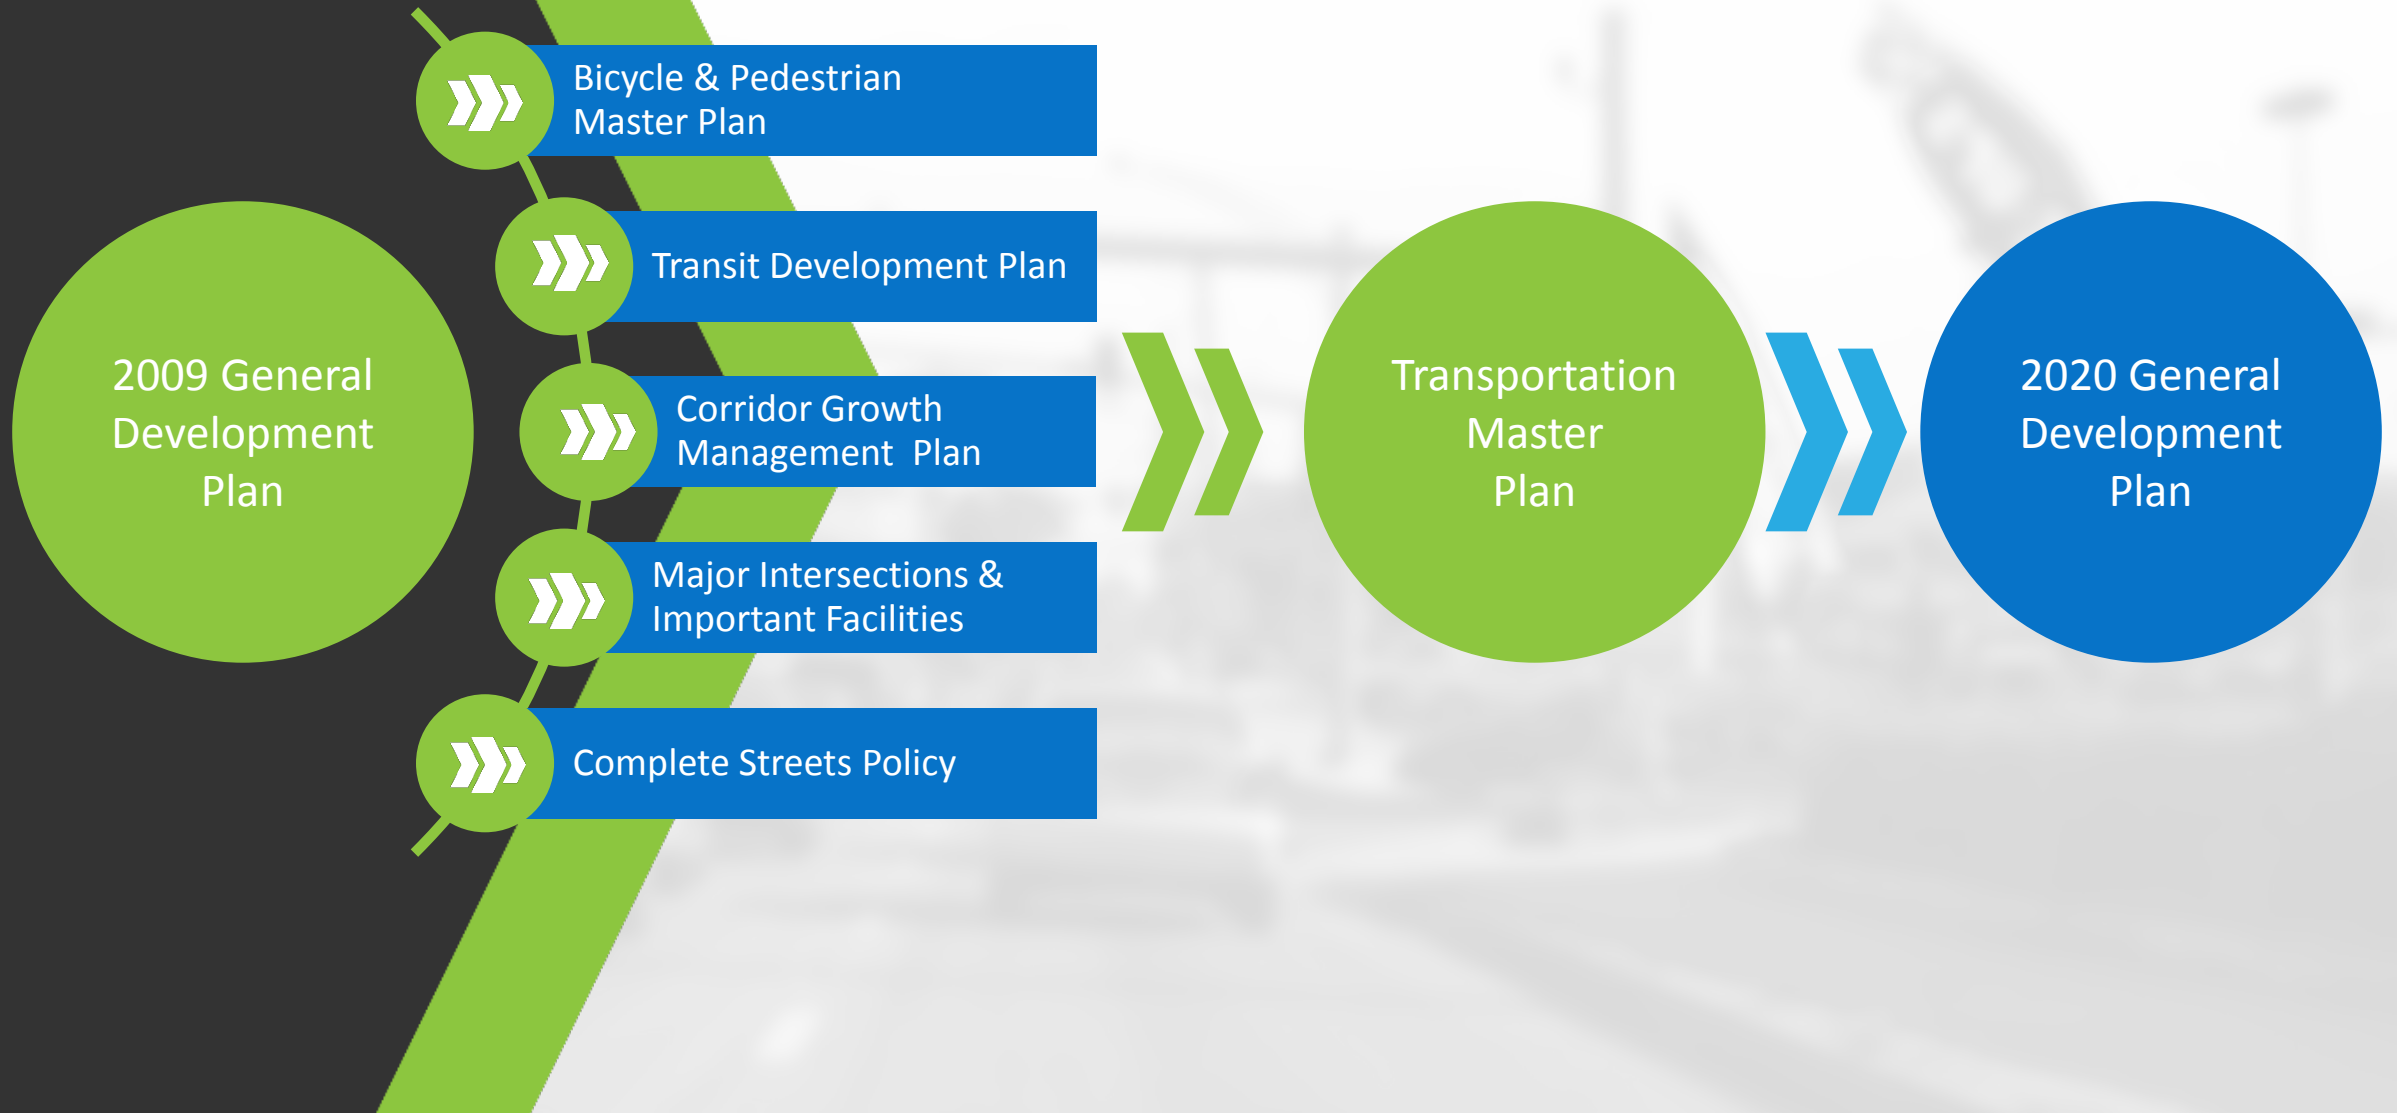 2009 General
Development
Plan
Bicycle & Pedestrian
Master Plan
Transit Development Plan
Corridor Growth
Management  Plan
Major Intersections &
Important Facilities
Complete Streets Policy
Transportation
Master
Plan
2020 General
Development
Plan